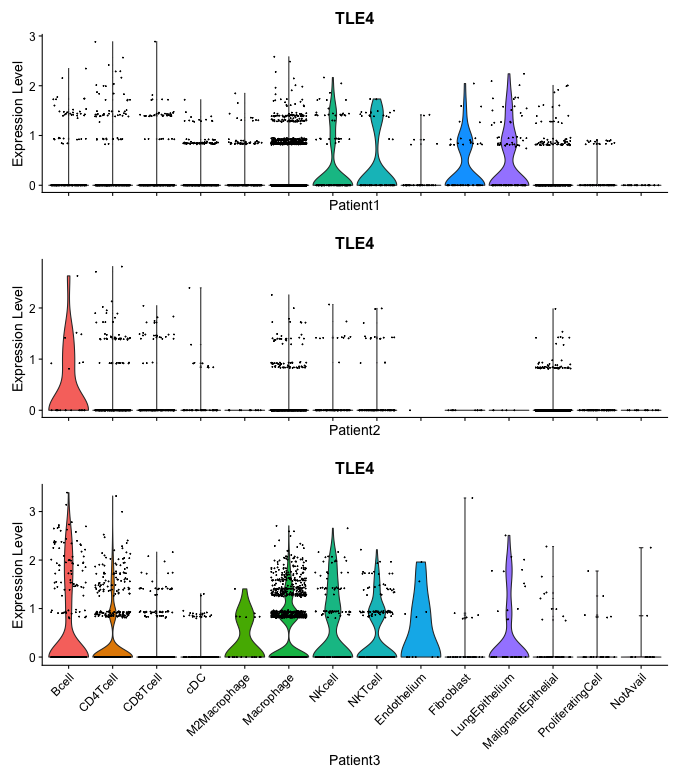 TLE4
Expression Level
3
2
1
0
Patient1
TLE4
Expression Level
2
1
0
Patient2
TLE4
Expression Level
3
2
1
0
Bcell
CD4Tcell
CD8Tcell
cDC
M2Macrophage
Macrophage
NKcell
NKTcell
Endothelium
Fibroblast
LungEpithelium
MalignantEpithelial
ProliferatingCell
NotAvail
Patient3